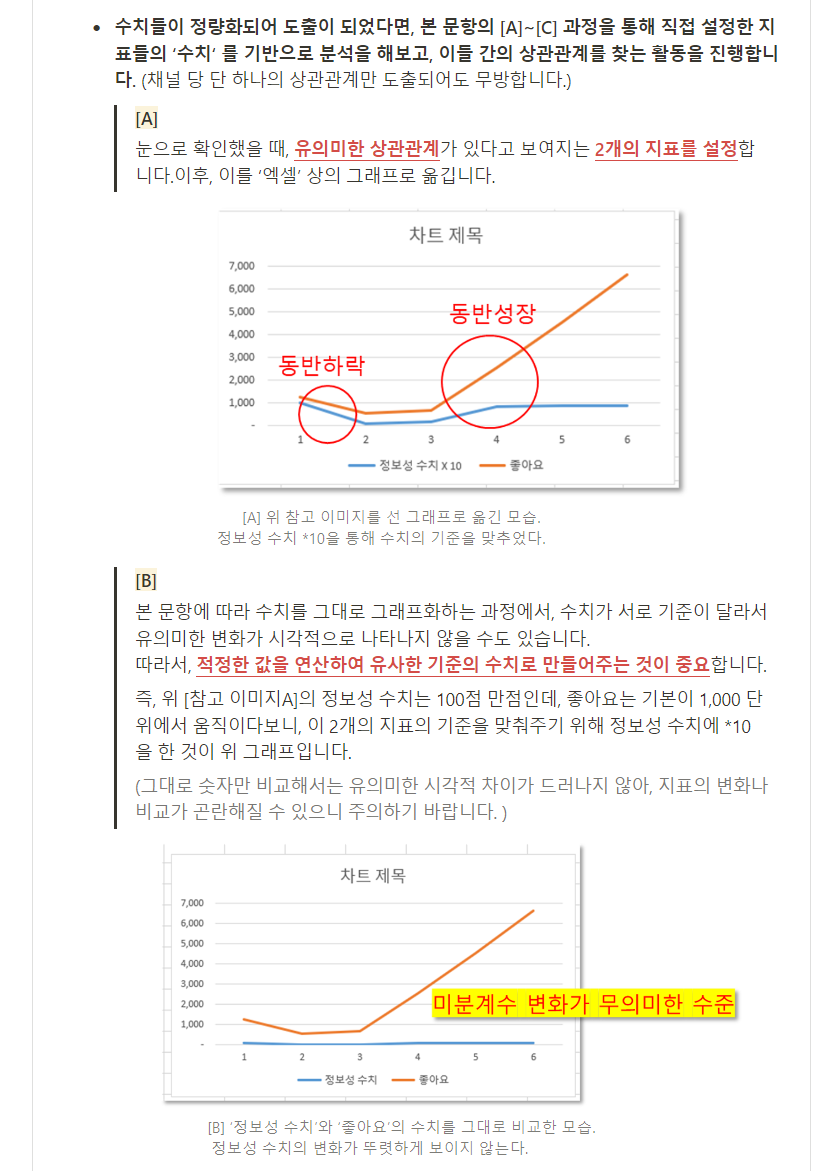 • 수치들이 정량화되어 도출이 되었다면, 본 문항의 [A]~[C] 과정을 통해 직접 설정한 지
표들의 ‘수치‘ 를 기반으로 분석을 해보고, 이들 간의 상관관계를 찾는 활동을 진행합니
다. (채널 당 단 하나의 상관관계만 도출되어도 무방합니다.)
[A]
눈으로 확인했을 때, 유의미한 상관관계가 있다고 보여지는 2개의 지표를 설정합
니다.이후, 이를 ‘엑셀’ 상의 그래프로 옮깁니다.
차트 제목
7,000
6,000
5,000
4,000
3,000
2,000
1,000
-
동반성장
동반하락
1 2 3 4 5 6
정보성 수치 X 10 좋아요
[A] 위 참고 이미지를 선 그래프로 옮긴 모습.
정보성 수치 *10을 통해 수치의 기준을 맞추었다.
[B]
본 문항에 따라 수치를 그대로 그래프화하는 과정에서, 수치가 서로 기준이 달라서
유의미한 변화가 시각적으로 나타나지 않을 수도 있습니다.
따라서, 적정한 값을 연산하여 유사한 기준의 수치로 만들어주는 것이 중요합니다.
즉, 위 [참고 이미지A]의 정보성 수치는 100점 만점인데, 좋아요는 기본이 1,000 단
위에서 움직이다보니, 이 2개의 지표의 기준을 맞춰주기 위해 정보성 수치에 *10
을 한 것이 위 그래프입니다.
(그대로 숫자만 비교해서는 유의미한 시각적 차이가 드러나지 않아, 지표의 변화나
비교가 곤란해질 수 있으니 주의하기 바랍니다. )
차트 제목
7,000
6,000
5,000
4,000
3,000
2,000
1,000
-
미분계수 변화가 무의미한 수준
1 2 3 4 5 6
정보성 수치 좋아요
[B] ‘정보성 수치’와 ‘좋아요’의 수치를 그대로 비교한 모습.
정보성 수치의 변화가 뚜렷하게 보이지 않는다.